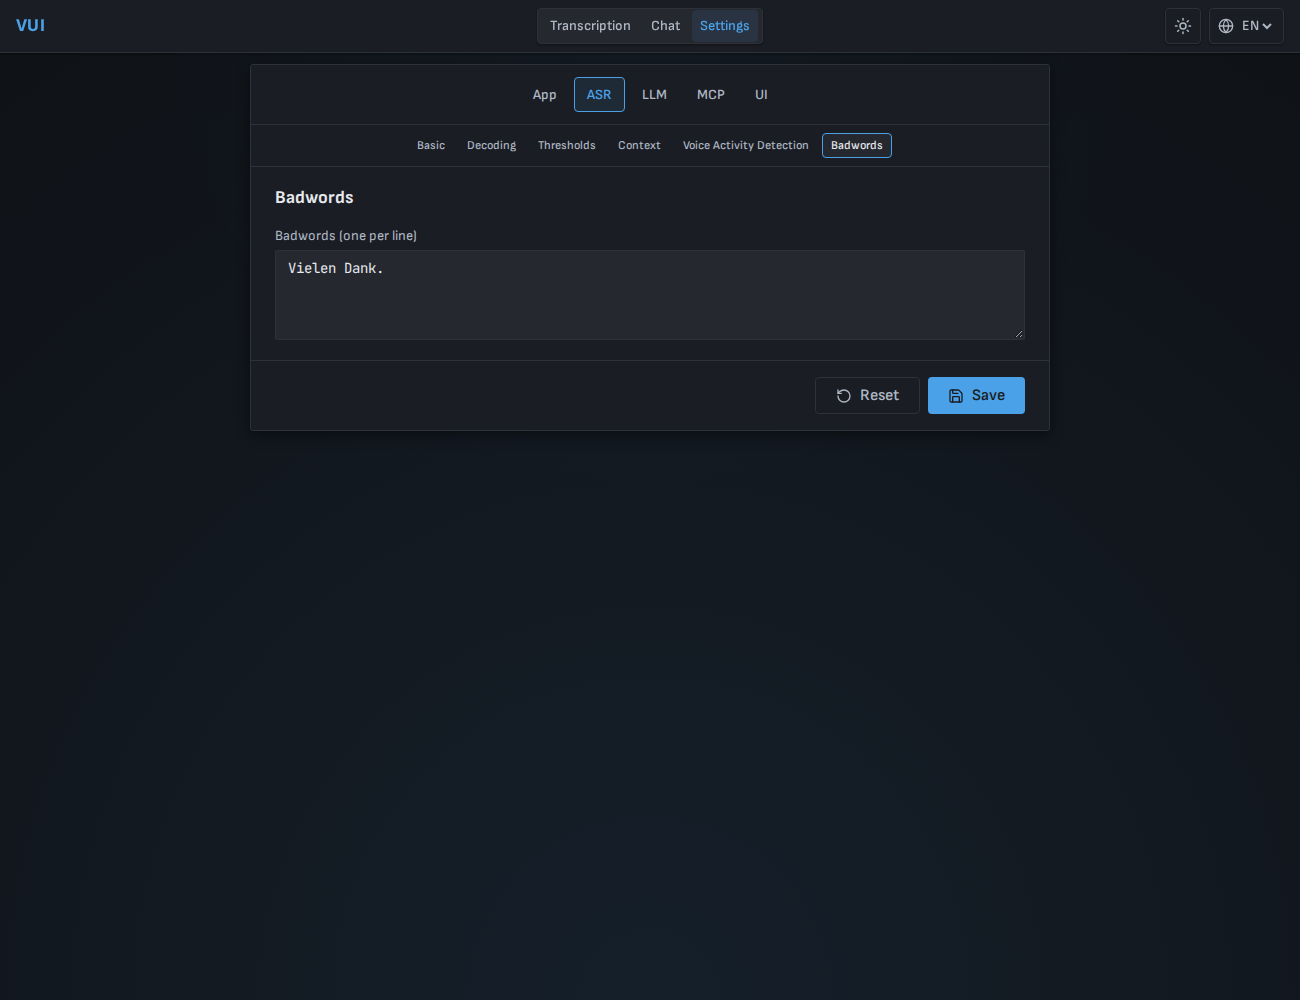 VUI
Transcription Chat Settings
EN
App ASR LLM MCP UI
Basic Decoding Thresholds Context Voice Activity Detection Badwords
Badwords
Badwords (one per line)
Vielen Dank.
Reset Save